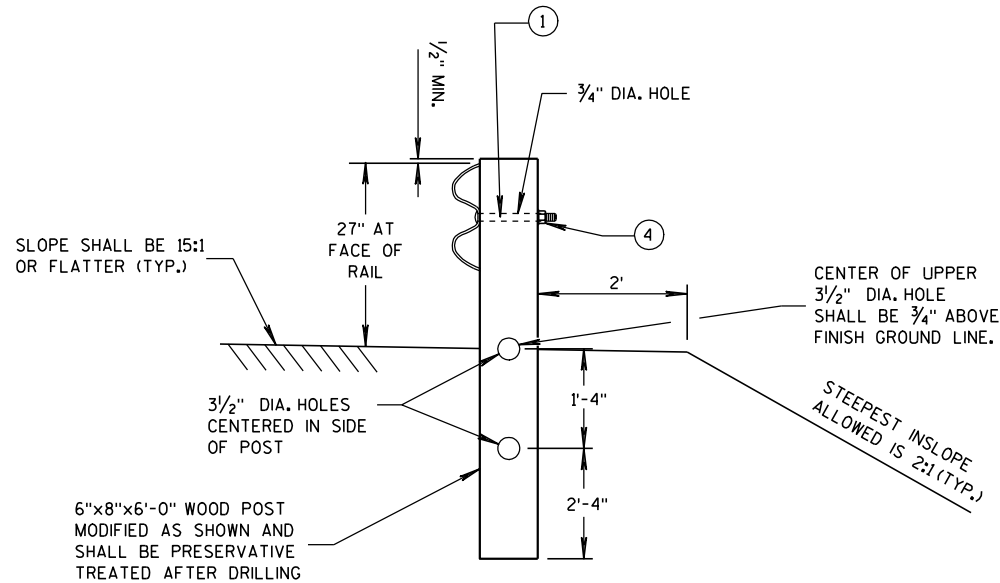 1
½" MIN.
¾" DIA. HOLE
27" AT
FACE OF
RAIL
4
SLOPE SHALL BE 15:1
OR FLATTER (TYP.)
2'
CENTER OF UPPER
3½" DIA. HOLE
SHALL BE ¾" ABOVE
FINISH GROUND LINE.
3½" DIA. HOLES
CENTERED IN SIDE
OF POST
1'-4"
STEEPEST INSLOPE
ALLOWED IS 2:1 (TYP.)
2'-4"
6"x8"x6'-0" WOOD POST
MODIFIED AS SHOWN AND
SHALL BE PRESERVATIVE
TREATED AFTER DRILLING